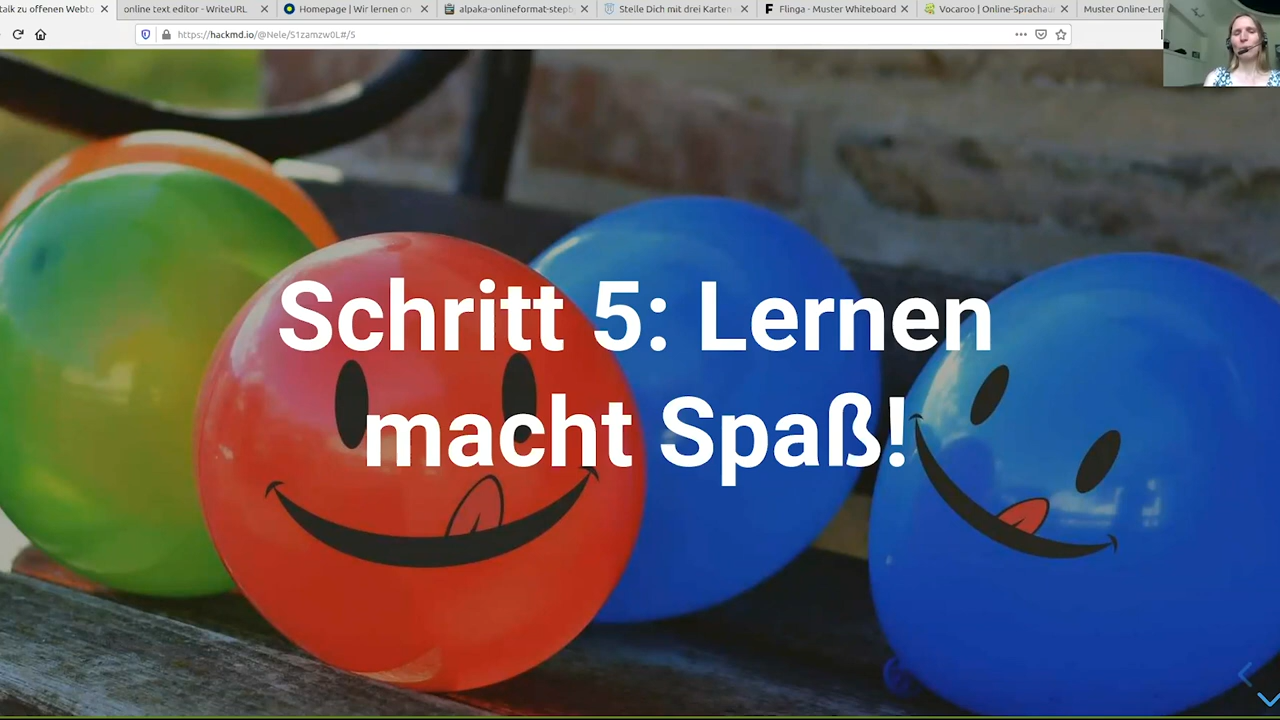 taik zu offenen Webto
online text editor - WriteURL
Homepage | Wir lernen on
alpaka-onlineformat-stepb
Steile Dich mit drei Karten
Flinga - Muster Whiteboard
Vocaroo | Online-Sprachau
Muster Online-Lern
https://hackmd.io/@Nele/S1zamzw0L#/5
Schritt 5: Lernen
macht Spaß!